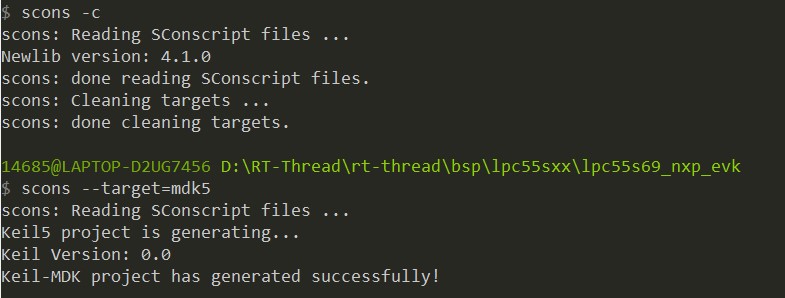 $ scons -c
scons: Reading SConscript files ...
Newlib version: 4.1.0
scons: done reading SConscript files.
scons: Cleaning targets ...
scons: done cleaning targets.
14685@LAPTOP-D2UG7456 D:\RT-Thread\rt-thread\bsp\lpc55sxx\lpc55s69_nxp_evk
$ scons --target=mdk5
scons: Reading SConscript files ...
Keil5 project is generating...
Keil Version: 0.0
Keil-MDK project has generated successfully!